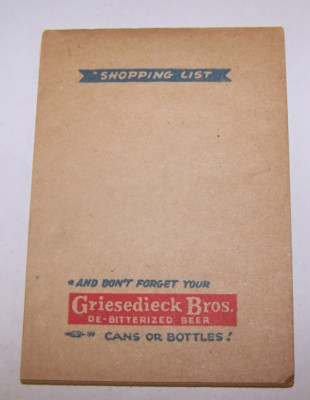 "SHOPPING LIST
*AND DON'T FORGET YOUR
Griesedieck Bros.
DE-BITTERIZED BEER
CANS OR BOTTLES!